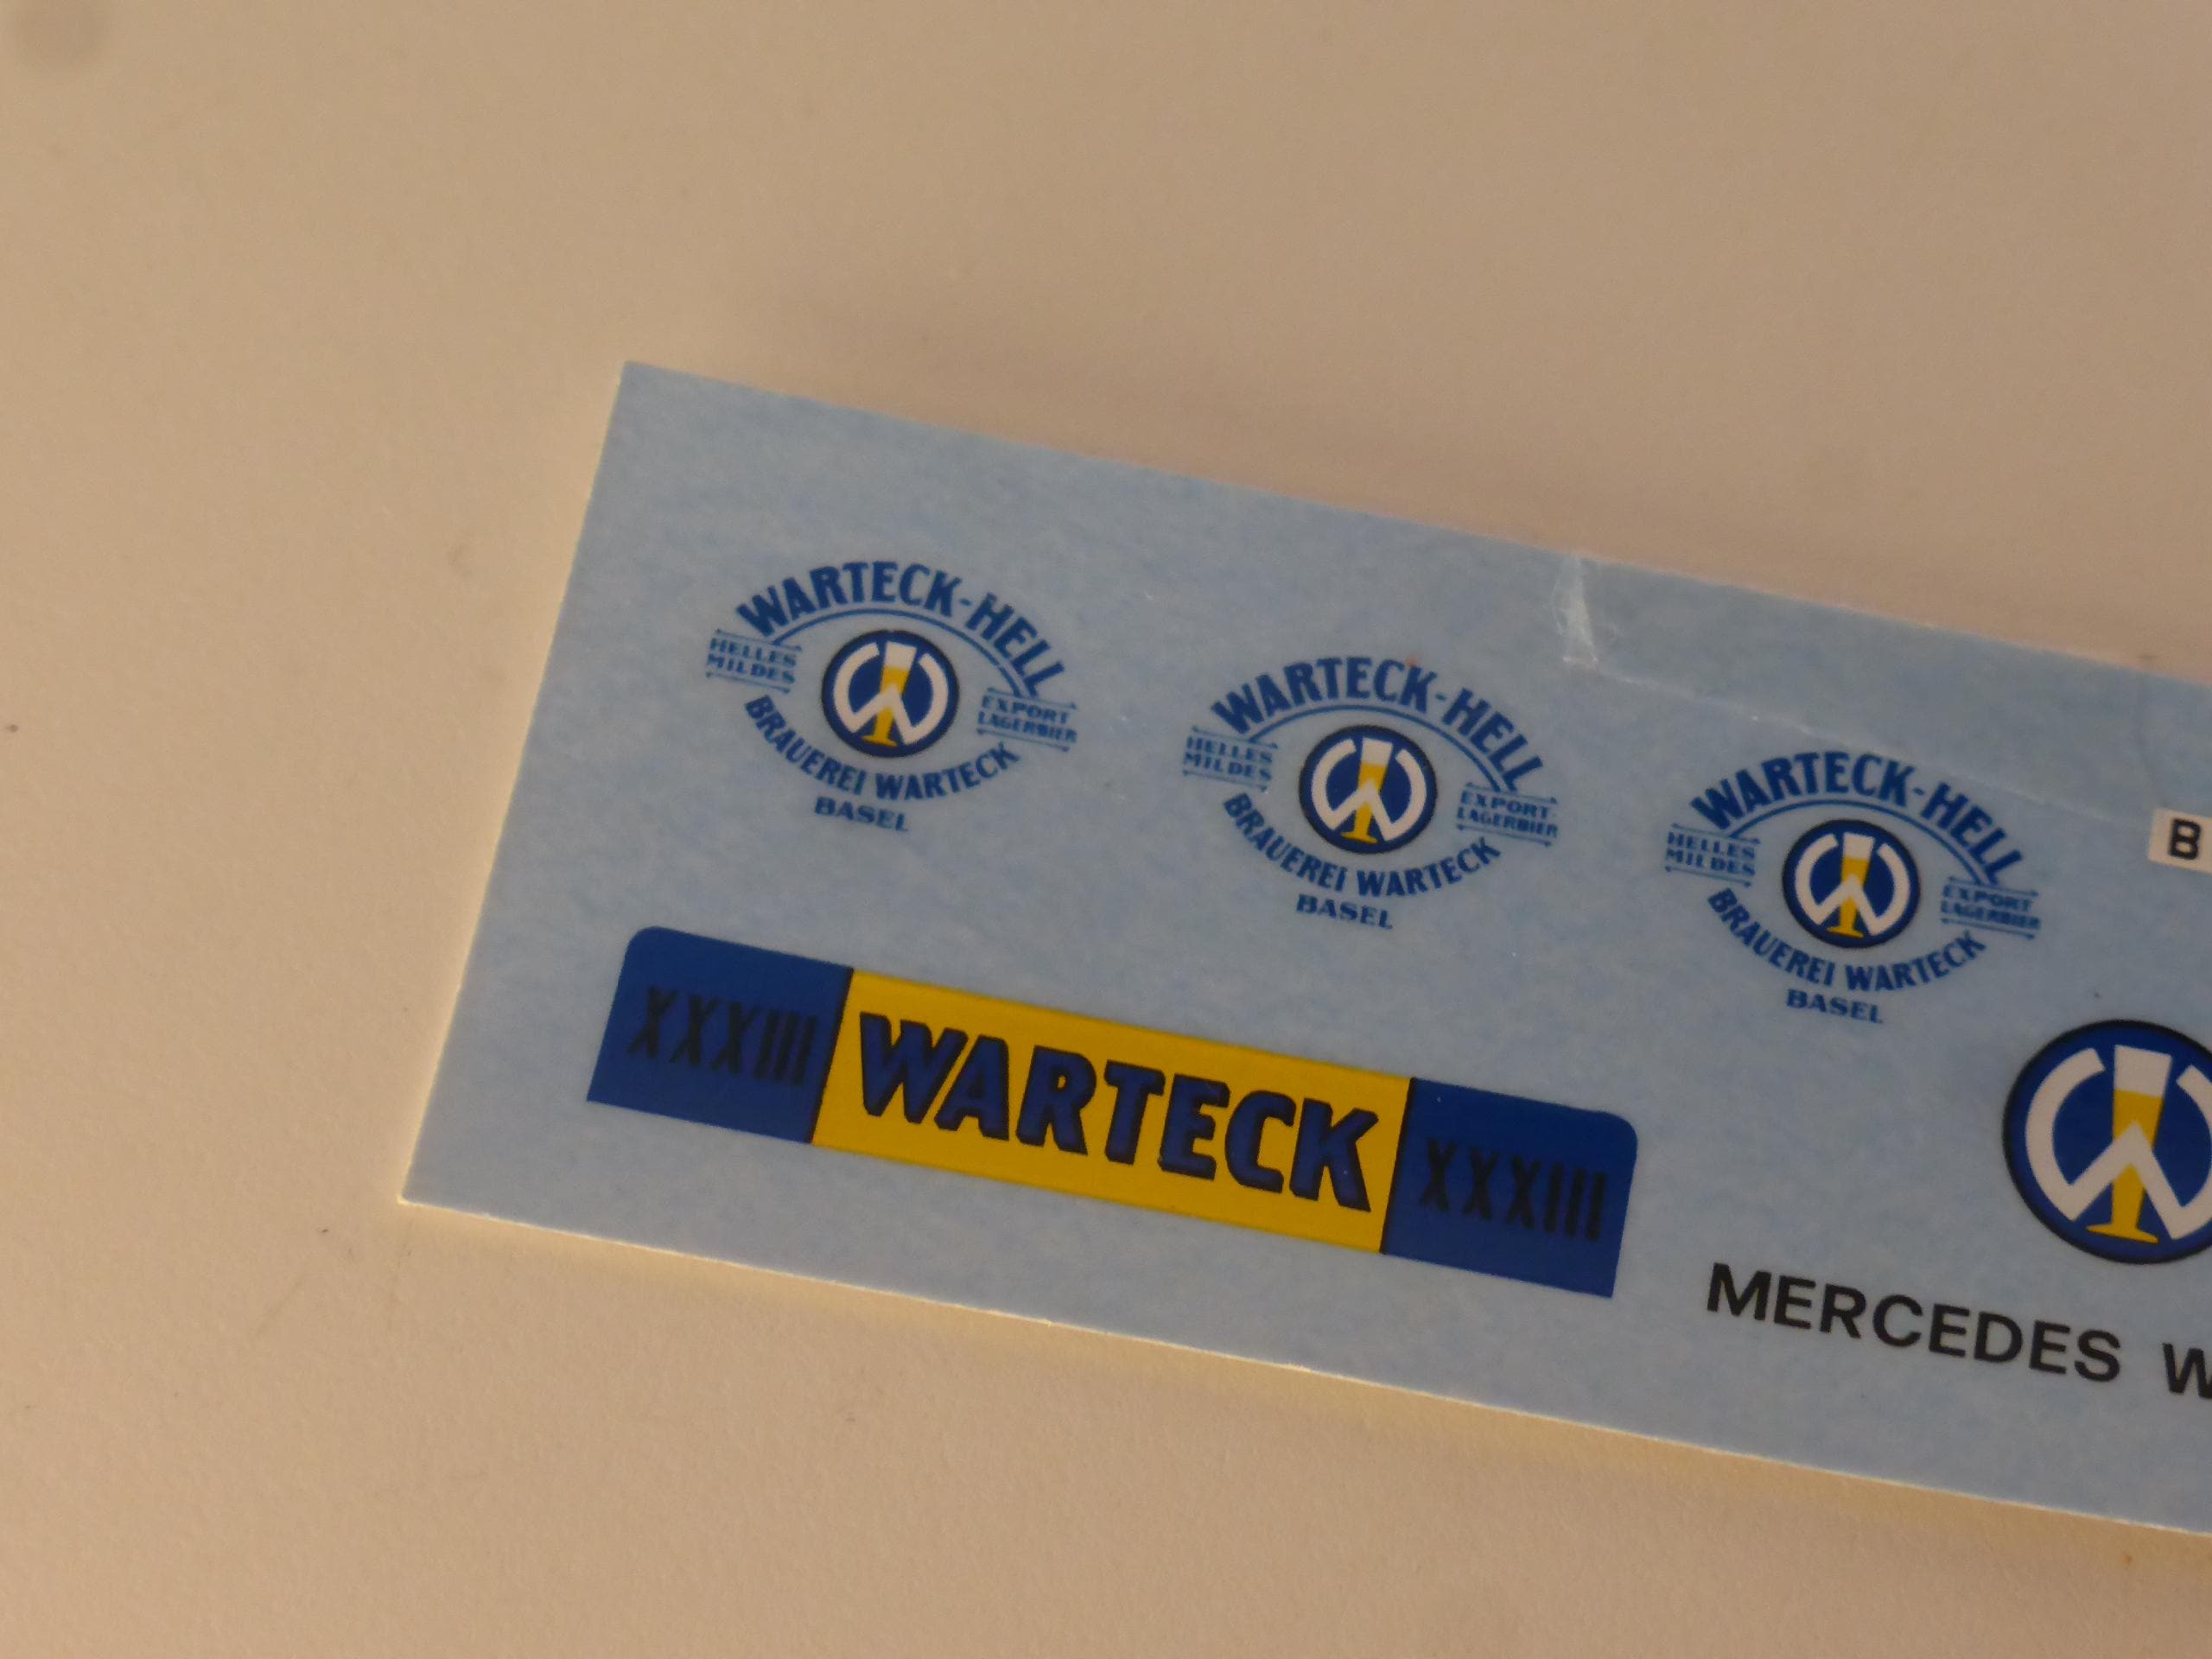 WARTECK-HELL
HELLES
MILDES
EXPORT
LAGERBIER
BRAUEREI WARTECK
BASEL
WARTECK-HELL
HELLES
MILDES
EXPORT
LAGERBIER
BRAUEREI WARTECK
BASEL
WARTECK-HELL
HELLES
MILDES
EXPORT
LAGERBIER
BRAUEREI WARTECK
BASEL
B
XXXIII WARTECK XXXIII
MERCEDES W